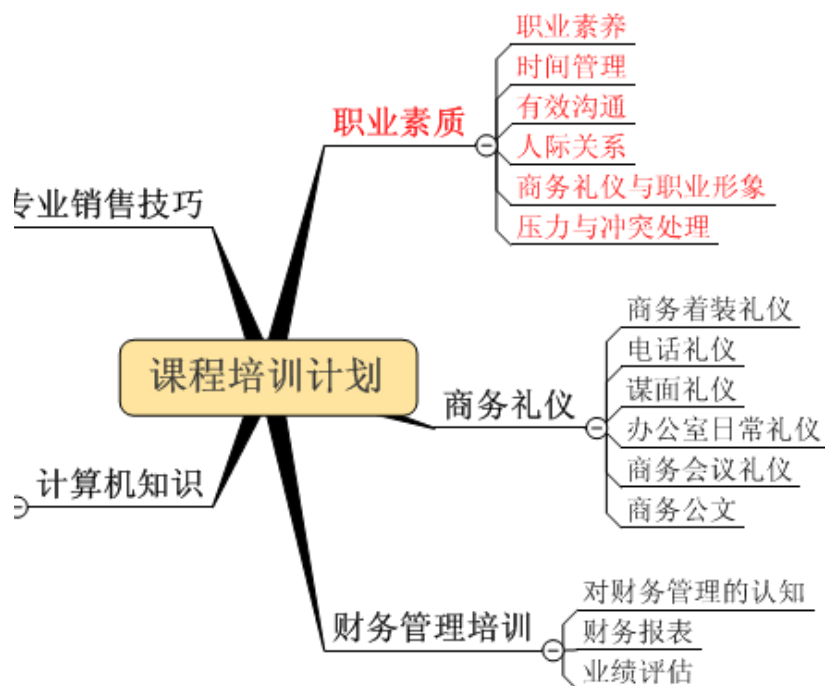 职业素养
时间管理
职业素质
有效沟通
人际关系
商务礼仪与职业形象
压力与冲突处理
专业销售技巧
课程培训计划
商务着装礼仪
电话礼仪
谋面礼仪
商务礼仪
办公室日常礼仪
商务会议礼仪
商务公文
计算机知识
财务管理培训
对财务管理的认知
财务报表
业绩评估